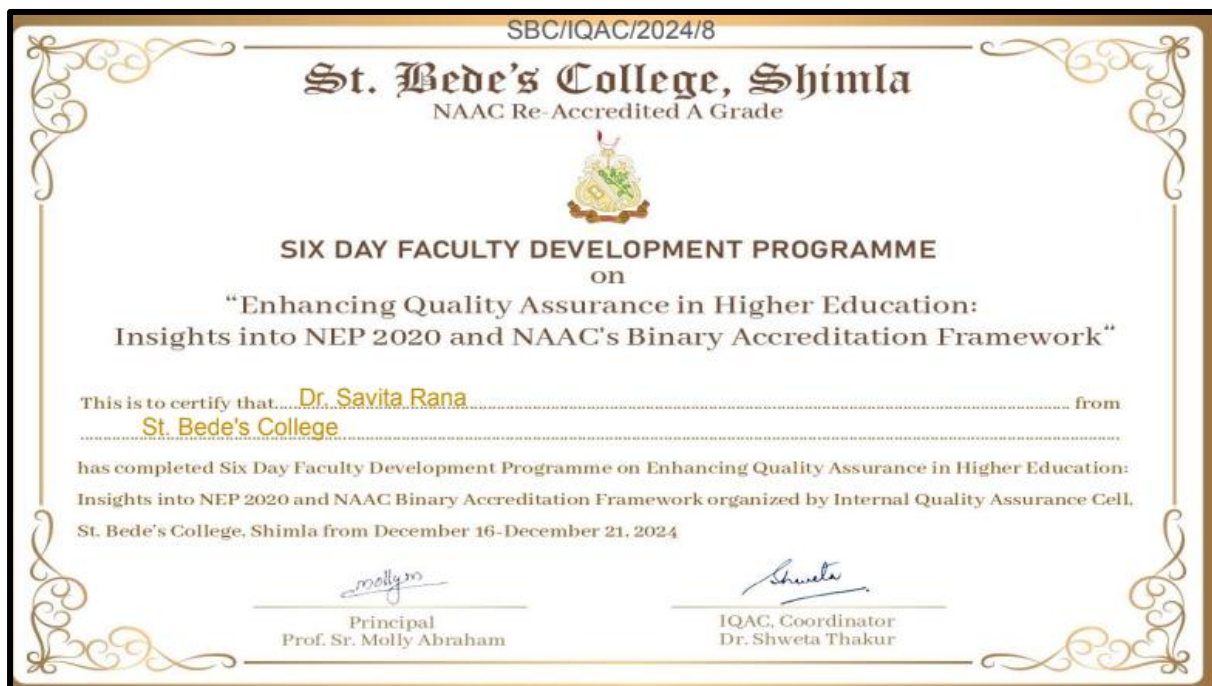 SBC/IQAC/2024/8
St. Bede's College, Shimla
NAAC Re-Accredited A Grade
SIX DAY FACULTY DEVELOPMENT PROGRAMME
on
“Enhancing Quality Assurance in Higher Education:
Insights into NEP 2020 and NAAC's Binary Accreditation Framework“
This is to certify that Dr. Savita Rana from
St. Bede's College
has completed Six Day Faculty Development Programme on Enhancing Quality Assurance in Higher Education:
Insights into NEP 2020 and NAAC Binary Accreditation Framework organized by Internal Quality Assurance Cell,
St. Bede’s College, Shimla from December 16-December 21, 2024
mollym Shweta
Principal IQAC, Coordinator
Prof. Sr. Molly Abraham Dr. Shweta Thakur